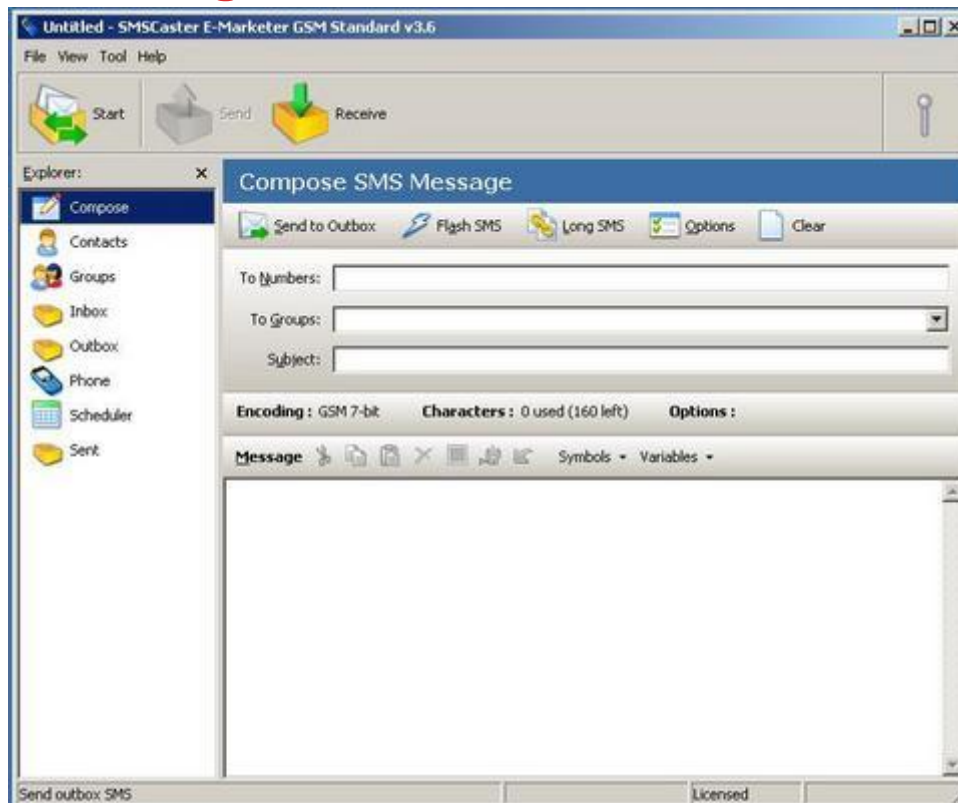 Untitled - SMSCaster E-Marketer GSM Standard v3.6
File View Tool Help
Start Send Receive
Explorer:
Compose SMS Message
Compose
Contacts
Groups
Inbox
Outbox
Phone
Scheduler
Sent
Send to Outbox Flash SMS Long SMS Options Clear
To Numbers:
To Groups:
Subject:
Encoding : GSM 7-bit Characters : 0 used (160 left) Options :
Message Symbols Variables
Send outbox SMS Licensed